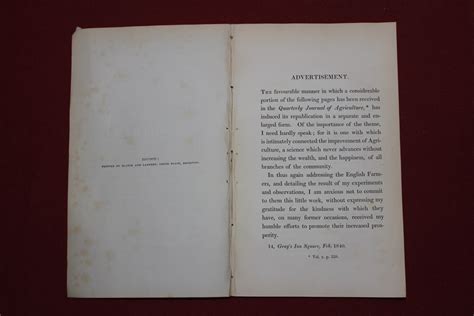 PRINTED BY
ADVERTISEMENT.
THE favourable manner in which a considerable
portion of the following pages has been received
in the Quarterly Journal of Agriculture,* has
induced its republication in a separate and en-
larged form. Of the importance of the theme,
I need hardly speak; for it is one with which is
intimately connected the improvement of Agri-
culture, a science which never advances without
increasing the wealth, and the happiness, of all
branches of the community.
In thus again addressing the English Farm-
ers, and detailing the result of my experiments
and observations, I am anxious not to commit
to them this little work, without expressing my
gratitude for the kindness with which they
have, on many former occasions, received my
humble efforts to promote their increased pros-
perity.
14, Gray's Inn Square, Feb. 1840.
* Vol. x. p.